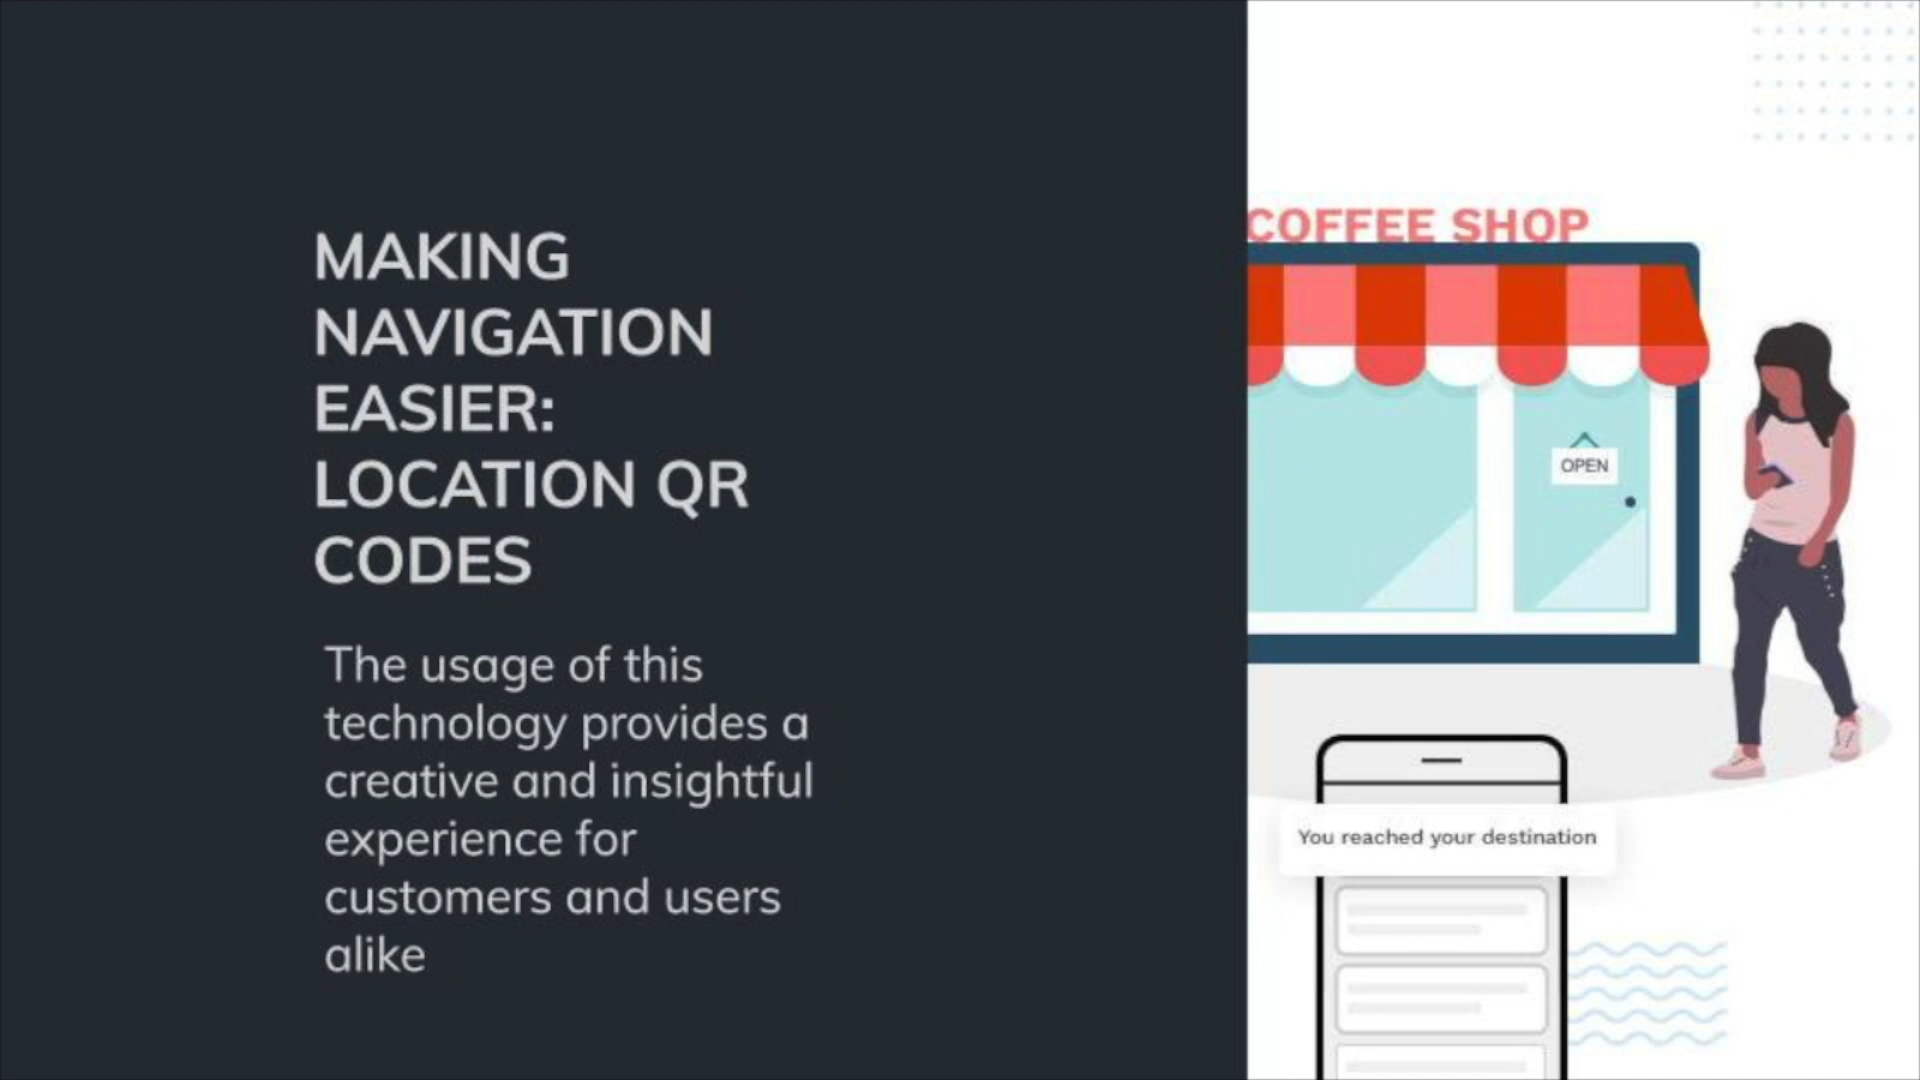 MAKING
NAVIGATION
EASIER:
LOCATION QR
CODES
The usage of this
technology provides a
creative and insightful
experience for
customers and users
alike
COFFEE SHOP
OPEN
You reached your destination